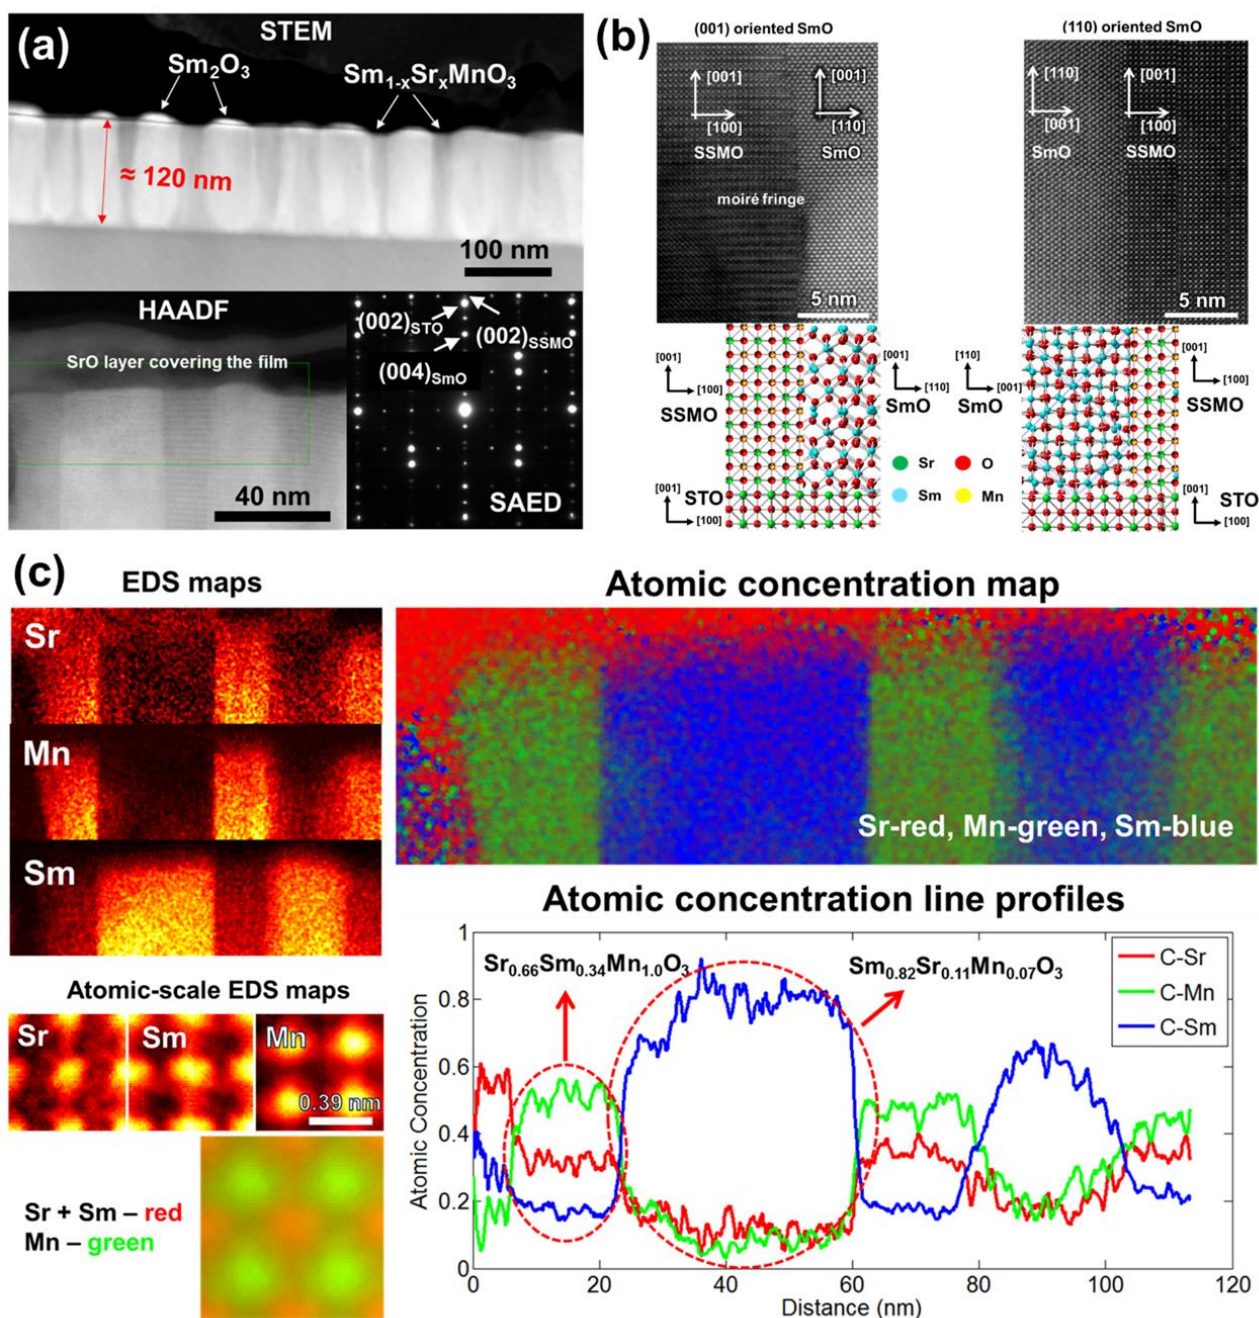 (a)
STEM
Sm2O3
Sm1-xSrxMnO3
≈ 120 nm
100 nm
HAADF
SrO layer covering the film
40 nm
(002)STO
(002)SSMO
(004)SmO
SAED
(b)
(001) oriented SmO
[001]
[100]
SSMO
[001]
[110]
SmO
moiré fringe
5 nm
(110) oriented SmO
[110]
[001]
SmO
[001]
[100]
SSMO
5 nm
[001]
[100]
SSMO
[001]
[110]
SmO
[110]
[001]
SmO
[001]
[100]
SSMO
Sr
O
Sm
Mn
[001]
STO
[100]
[001]
STO
[100]
(c)
EDS maps
Sr
Mn
Sm
Atomic concentration map
Sr-red, Mn-green, Sm-blue
Atomic-scale EDS maps
Sr
Sm
Mn
0.39 nm
Sr + Sm – red
Mn – green
Atomic concentration line profiles
Sr0.66Sm0.34Mn1.0O3
Sm0.82Sr0.11Mn0.07O3
C-Sr
C-Mn
C-Sm
Atomic Concentration
1
0.8
0.6
0.4
0.2
0
0 20 40 60 80 100 120
Distance (nm)